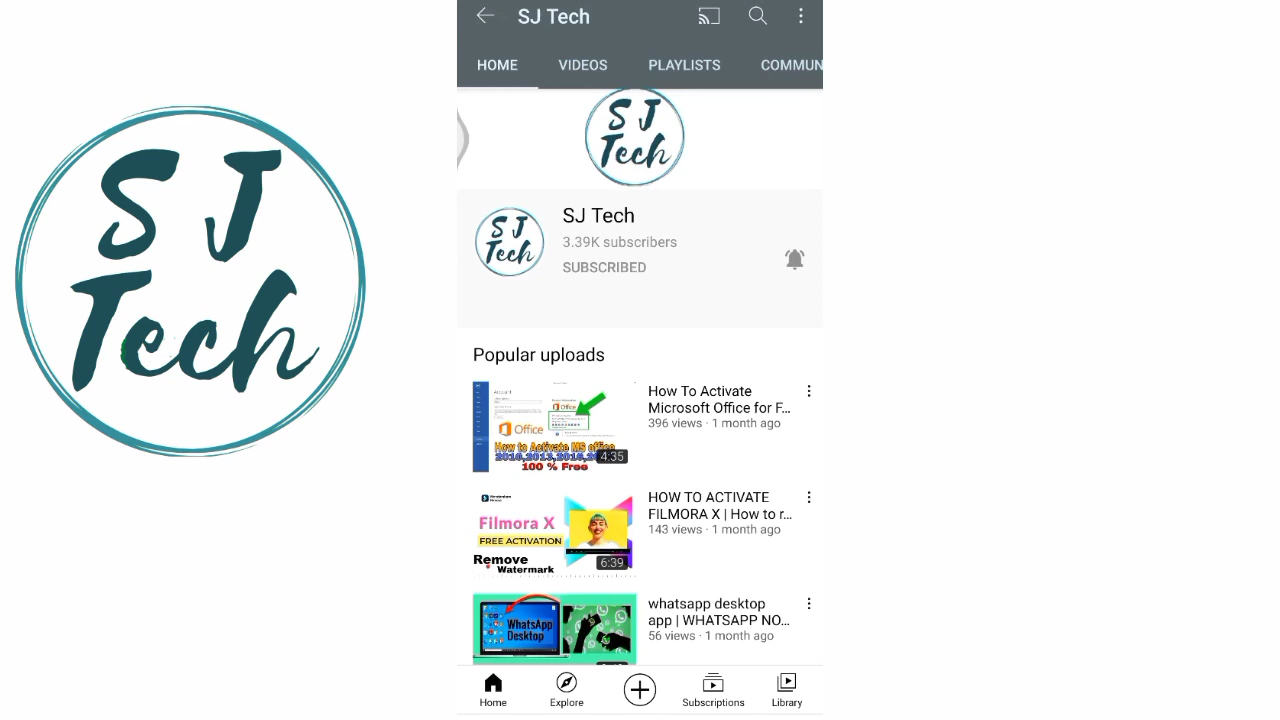 S J
Tech
SJ Tech
HOME VIDEOS PLAYLISTS COMMUN
S J
Tech
S J
Tech
SJ Tech
3.39K subscribers
SUBSCRIBED
Popular uploads
Account
Office
Office
How to Activate MS office
100 % Free
4:35
How To Activate
Microsoft Office for F...
396 views · 1 month ago
Filmora X
FREE ACTIVATION
Remove
Watermark
6:39
HOW TO ACTIVATE
FILMORA X | How to r...
143 views · 1 month ago
WhatsApp
Desktop
whatsapp desktop
app | WHATSAPP NO...
56 views · 1 month ago
Home Explore Subscriptions Library